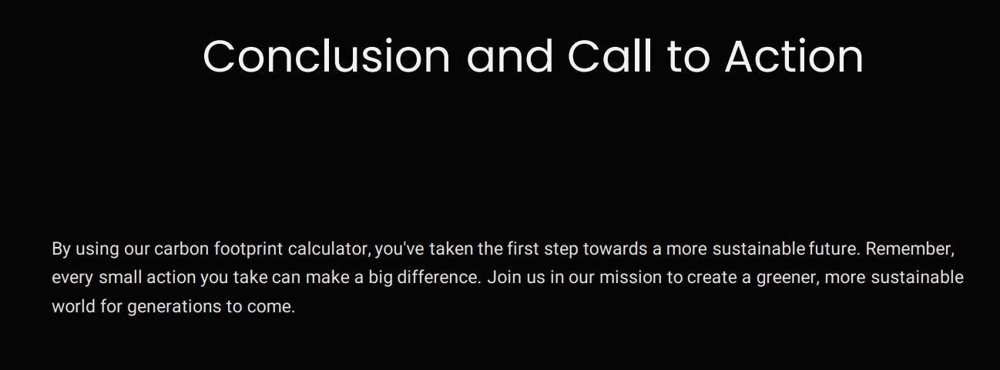 Conclusion and Call to Action
By using our carbon footprint calculator, you've taken the first step towards a more sustainable future. Remember,
every small action you take can make a big difference. Join us in our mission to create a greener, more sustainable
world for generations to come.